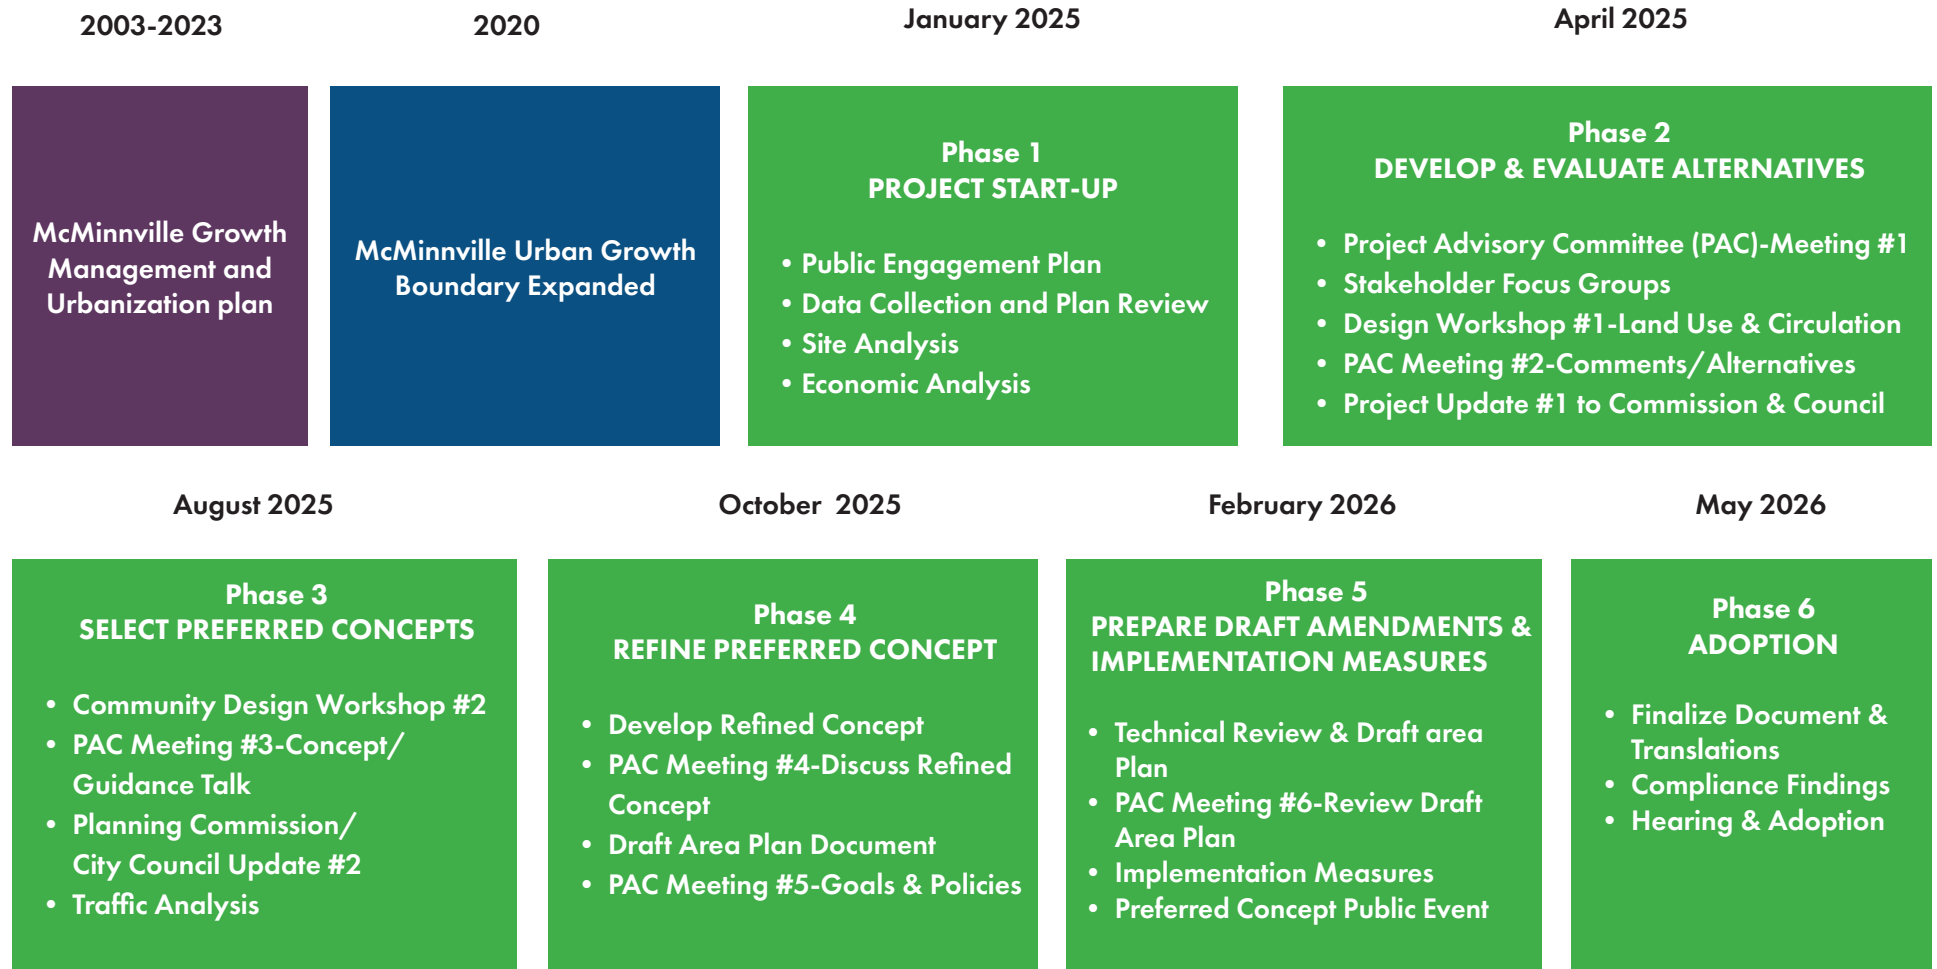 2003-2023
McMinnville Growth
Management and
Urbanization plan
2020
McMinnville Urban Growth
Boundary Expanded
January 2025
Phase 1
PROJECT START-UP
• Public Engagement Plan
• Data Collection and Plan Review
• Site Analysis
• Economic Analysis
April 2025
Phase 2
DEVELOP & EVALUATE ALTERNATIVES
• Project Advisory Committee (PAC)-Meeting #1
• Stakeholder Focus Groups
• Design Workshop #1-Land Use & Circulation
• PAC Meeting #2-Comments/Alternatives
• Project Update #1 to Commission & Council
August 2025
Phase 3
SELECT PREFERRED CONCEPTS
• Community Design Workshop #2
• PAC Meeting #3-Concept/
Guidance Talk
• Planning Commission/
City Council Update #2
• Traffic Analysis
October 2025
Phase 4
REFINE PREFERRED CONCEPT
• Develop Refined Concept
• PAC Meeting #4-Discuss Refined
Concept
• Draft Area Plan Document
• PAC Meeting #5-Goals & Policies
February 2026
Phase 5
PREPARE DRAFT AMENDMENTS &
IMPLEMENTATION MEASURES
• Technical Review & Draft area
Plan
• PAC Meeting #6-Review Draft
Area Plan
• Implementation Measures
• Preferred Concept Public Event
May 2026
Phase 6
ADOPTION
• Finalize Document &
Translations
• Compliance Findings
• Hearing & Adoption